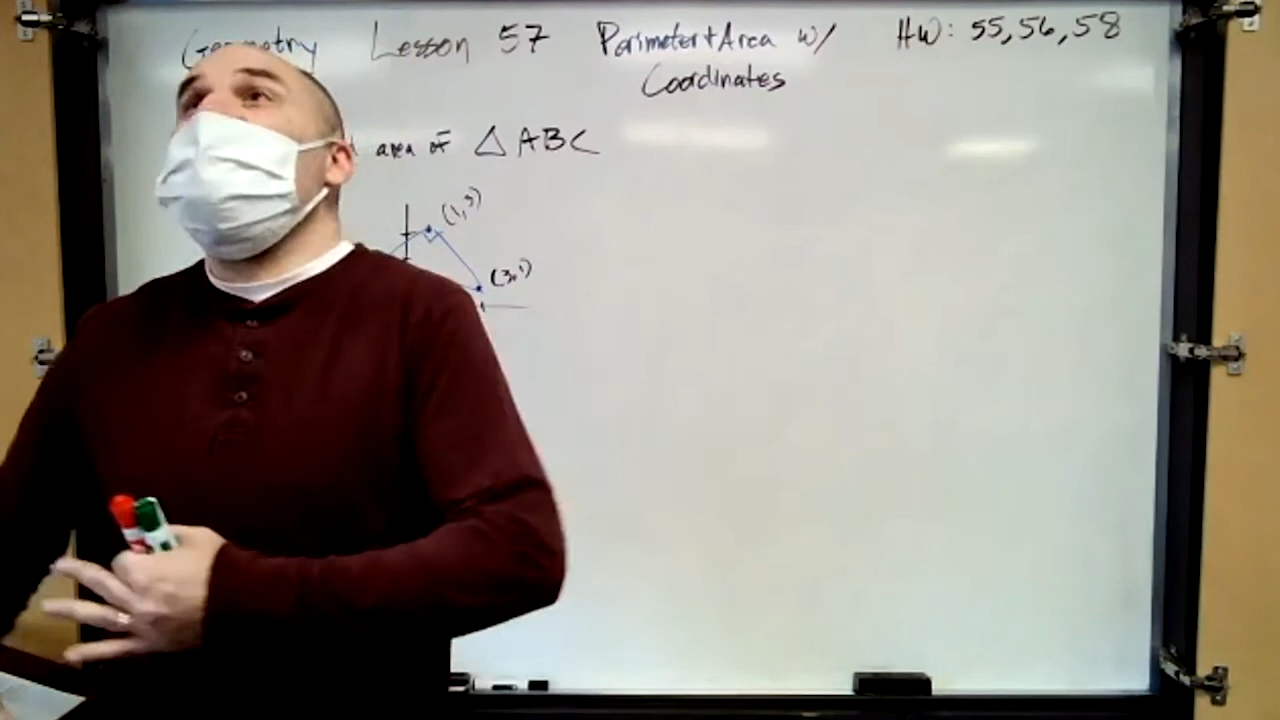 Geometry Lesson 57 Perimeter + Area w/ HW: 55, 56, 58
Coordinates
area of △ABC
(1,3)
(3,1)